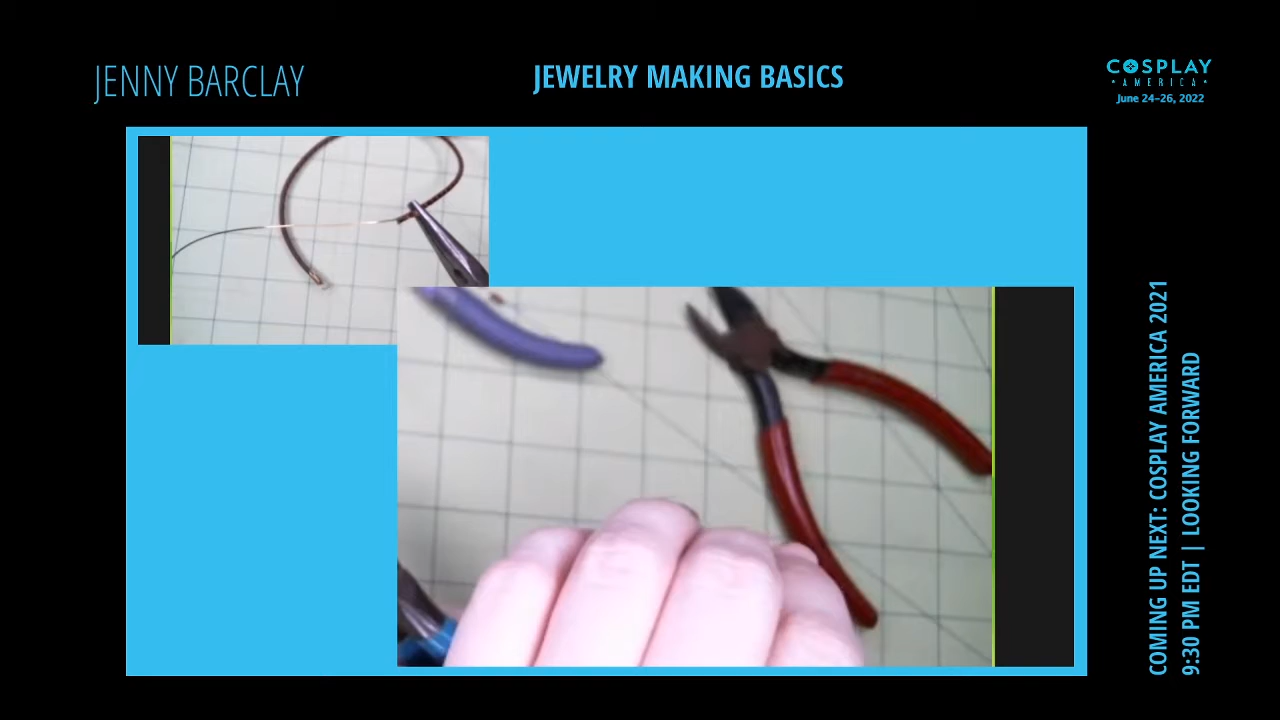 JENNY BARCLAY
JEWELRY MAKING BASICS
COSPLAY
AMERICA
June 24-26, 2022
COMING UP NEXT: COSPLAY AMERICA 2021
9:30 PM EDT | LOOKING FORWARD